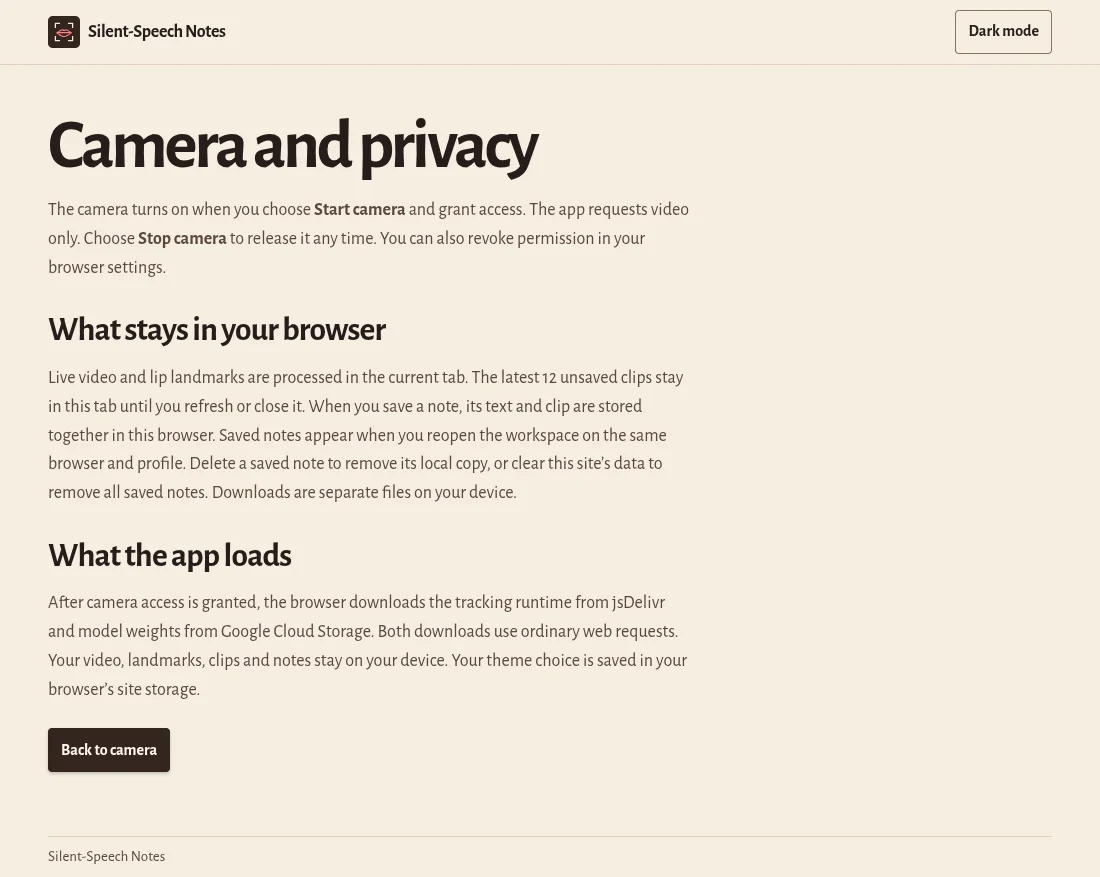 Silent-Speech Notes
Dark mode
Camera and privacy
The camera turns on when you choose Start camera and grant access. The app requests video
only. Choose Stop camera to release it any time. You can also revoke permission in your
browser settings.
What stays in your browser
Live video and lip landmarks are processed in the current tab. The latest 12 unsaved clips stay
in this tab until you refresh or close it. When you save a note, its text and clip are stored
together in this browser. Saved notes appear when you reopen the workspace on the same
browser and profile. Delete a saved note to remove its local copy, or clear this site’s data to
remove all saved notes. Downloads are separate files on your device.
What the app loads
After camera access is granted, the browser downloads the tracking runtime from jsDelivr
and model weights from Google Cloud Storage. Both downloads use ordinary web requests.
Your video, landmarks, clips and notes stay on your device. Your theme choice is saved in your
browser’s site storage.
Back to camera
Silent-Speech Notes